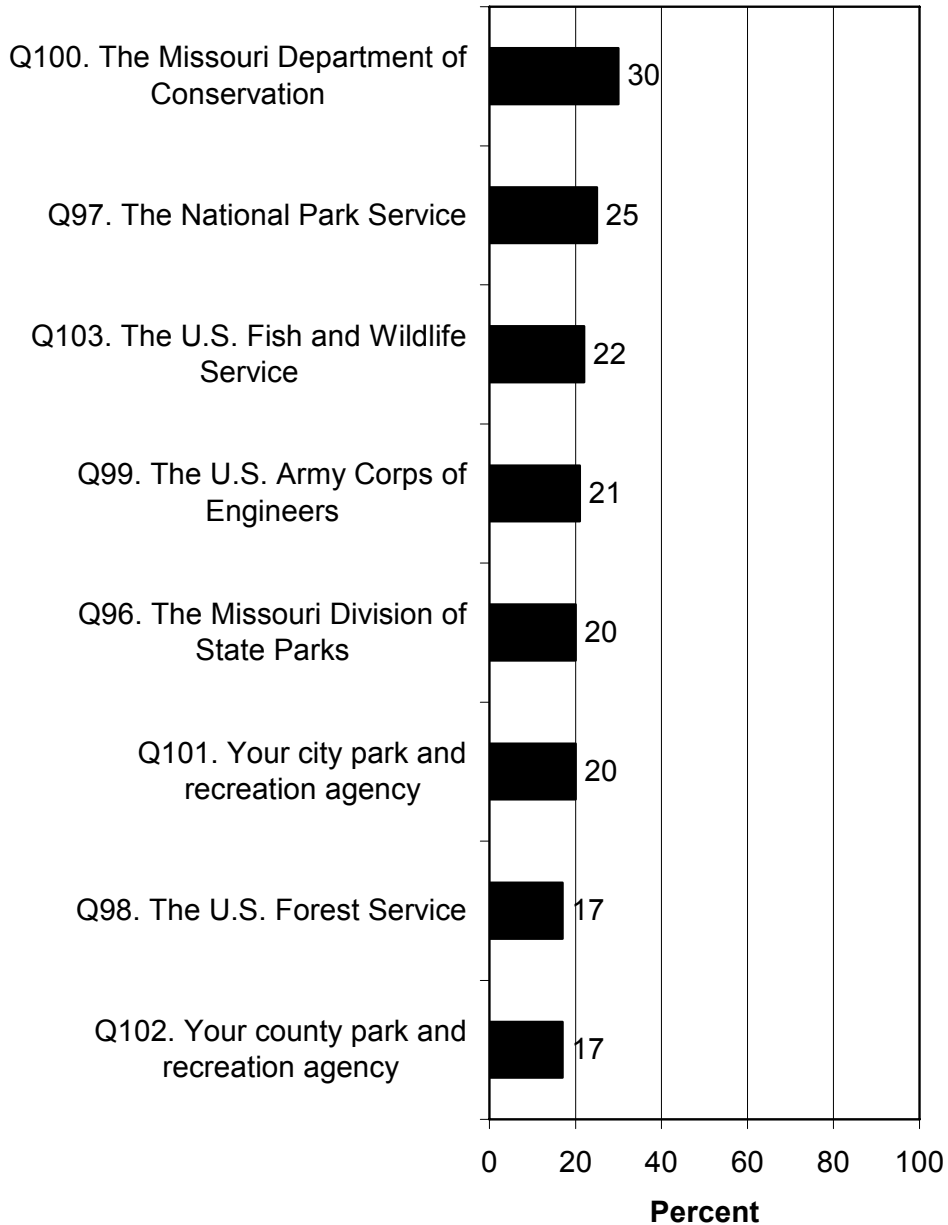 Q100. The Missouri Department of
Conservation
30
Q97. The National Park Service
25
Q103. The U.S. Fish and Wildlife
Service
22
Q99. The U.S. Army Corps of
Engineers
21
Q96. The Missouri Division of
State Parks
20
Q101. Your city park and
recreation agency
20
Q98. The U.S. Forest Service
17
Q102. Your county park and
recreation agency
17
0 20 40 60 80 100
Percent